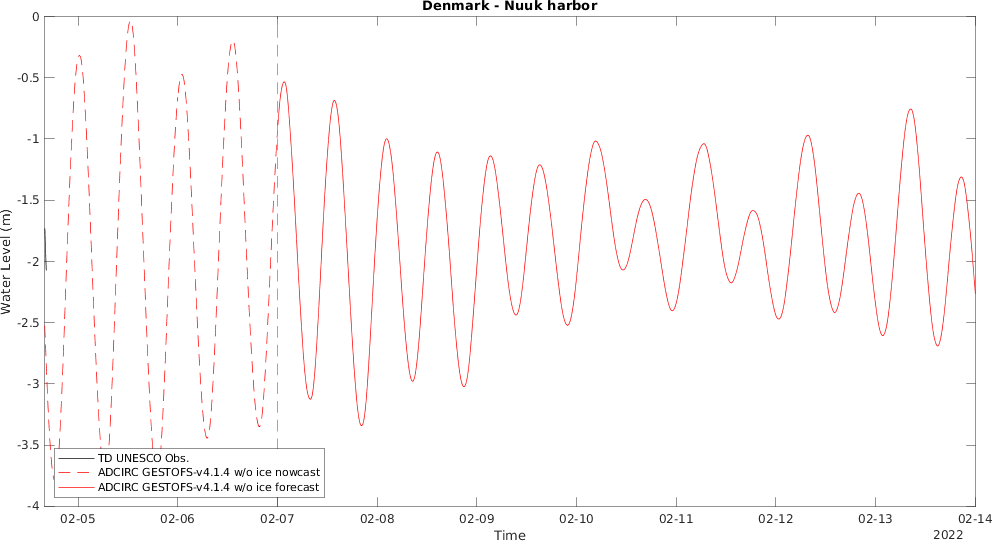 Denmark - Nuuk harbor
0
-0.5
-1
-1.5
-2
-2.5
-3
-3.5
-4
Water Level (m)
TD UNESCO Obs.
ADCIRC GESTOFS-v4.1.4 w/o ice nowcast
ADCIRC GESTOFS-v4.1.4 w/o ice forecast
02-05 02-06 02-07 02-08 02-09 02-10 02-11 02-12 02-13 02-14
Time
2022